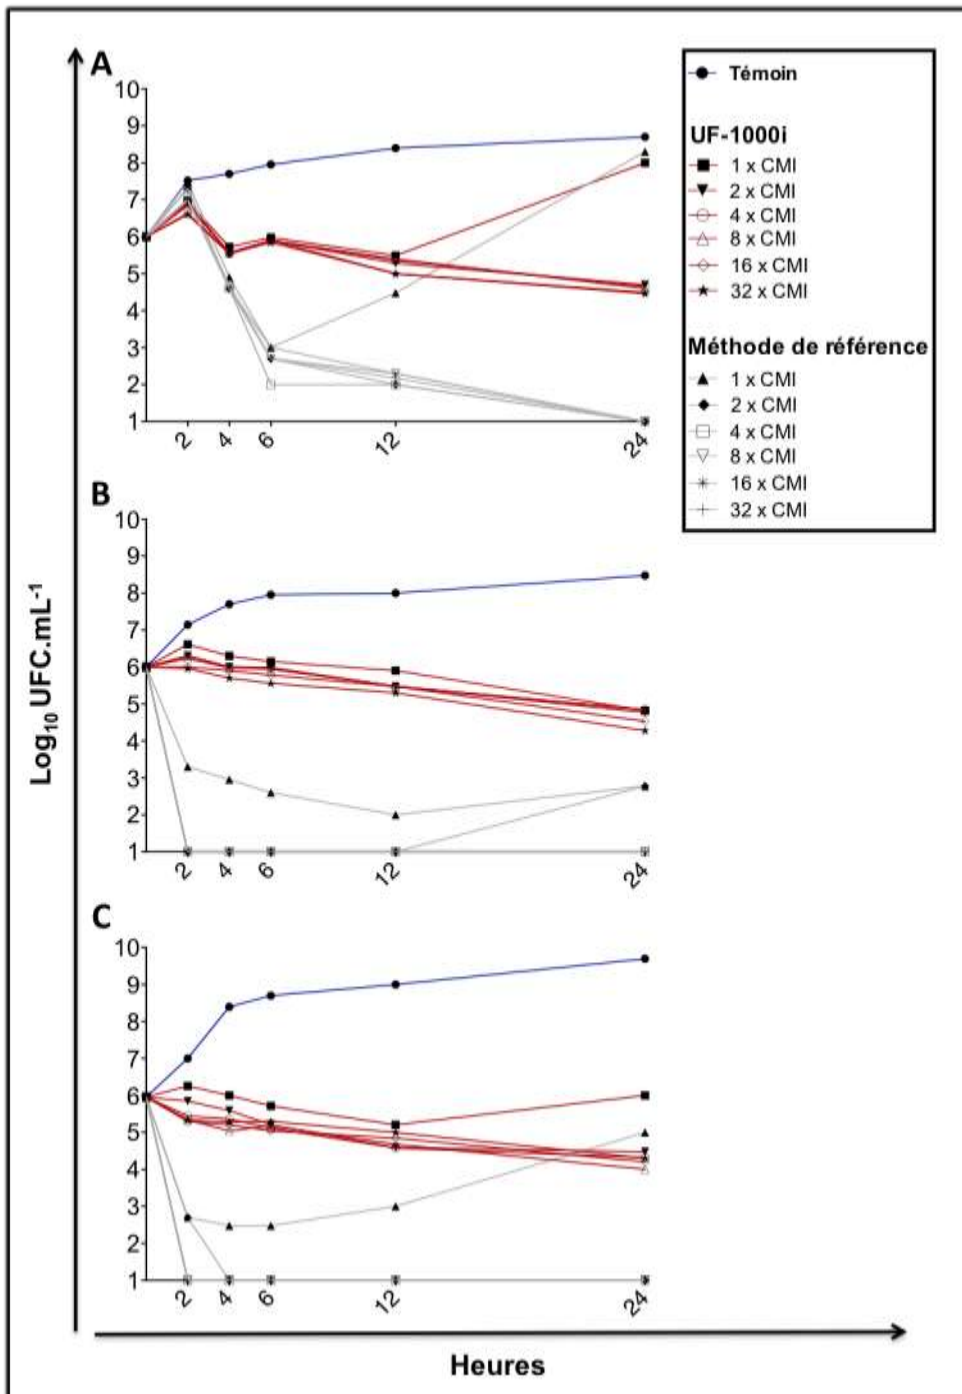 A
10
9
8
7
6
5
4
3
2
1
2 4 6 12 24
Témoin
UF-1000i
1 x CMI
2 x CMI
4 x CMI
8 x CMI
16 x CMI
32 x CMI
Méthode de référence
1 x CMI
2 x CMI
4 x CMI
8 x CMI
16 x CMI
32 x CMI
B
10
9
8
7
6
5
4
3
2
1
2 4 6 12 24
Log₁₀ UFC.mL⁻¹
C
10
9
8
7
6
5
4
3
2
1
2 4 6 12 24
Heures